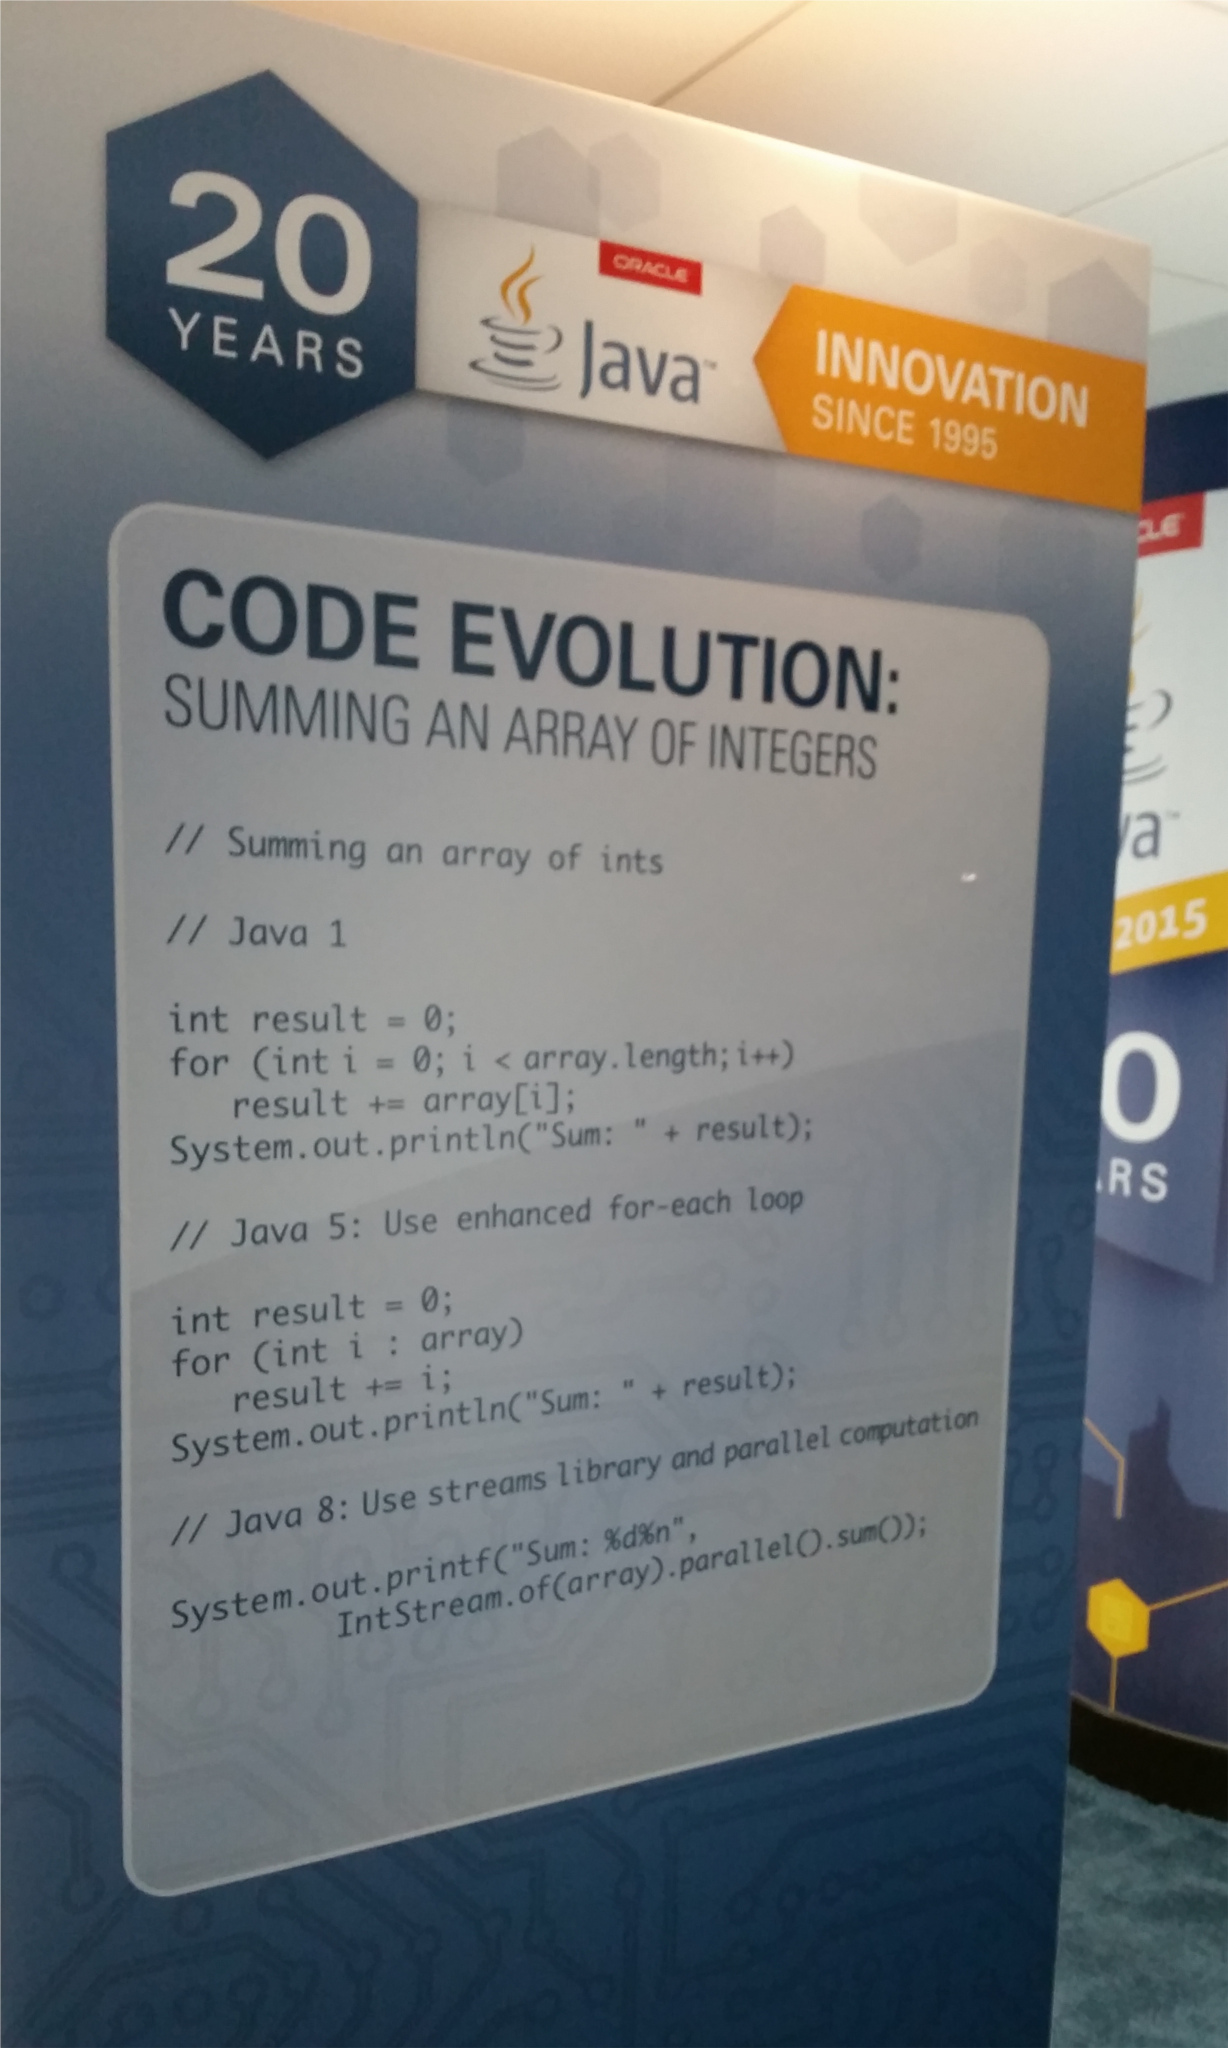 20
YEARS
ORACLE
Java™
INNOVATION
SINCE 1995
CODE EVOLUTION:
SUMMING AN ARRAY OF INTEGERS
// Summing an array of ints
// Java 1
int result = 0;
for (int i = 0; i < array.length; i++)
   result += array[i];
System.out.println("Sum: " + result);
// Java 5: Use enhanced for-each loop
int result = 0;
for (int i : array)
   result += i;
System.out.println("Sum: " + result);
// Java 8: Use streams library and parallel computation
System.out.printf("Sum: %d%n",
        IntStream.of(array).parallel().sum());
CLE
va™
2015
0
ARS